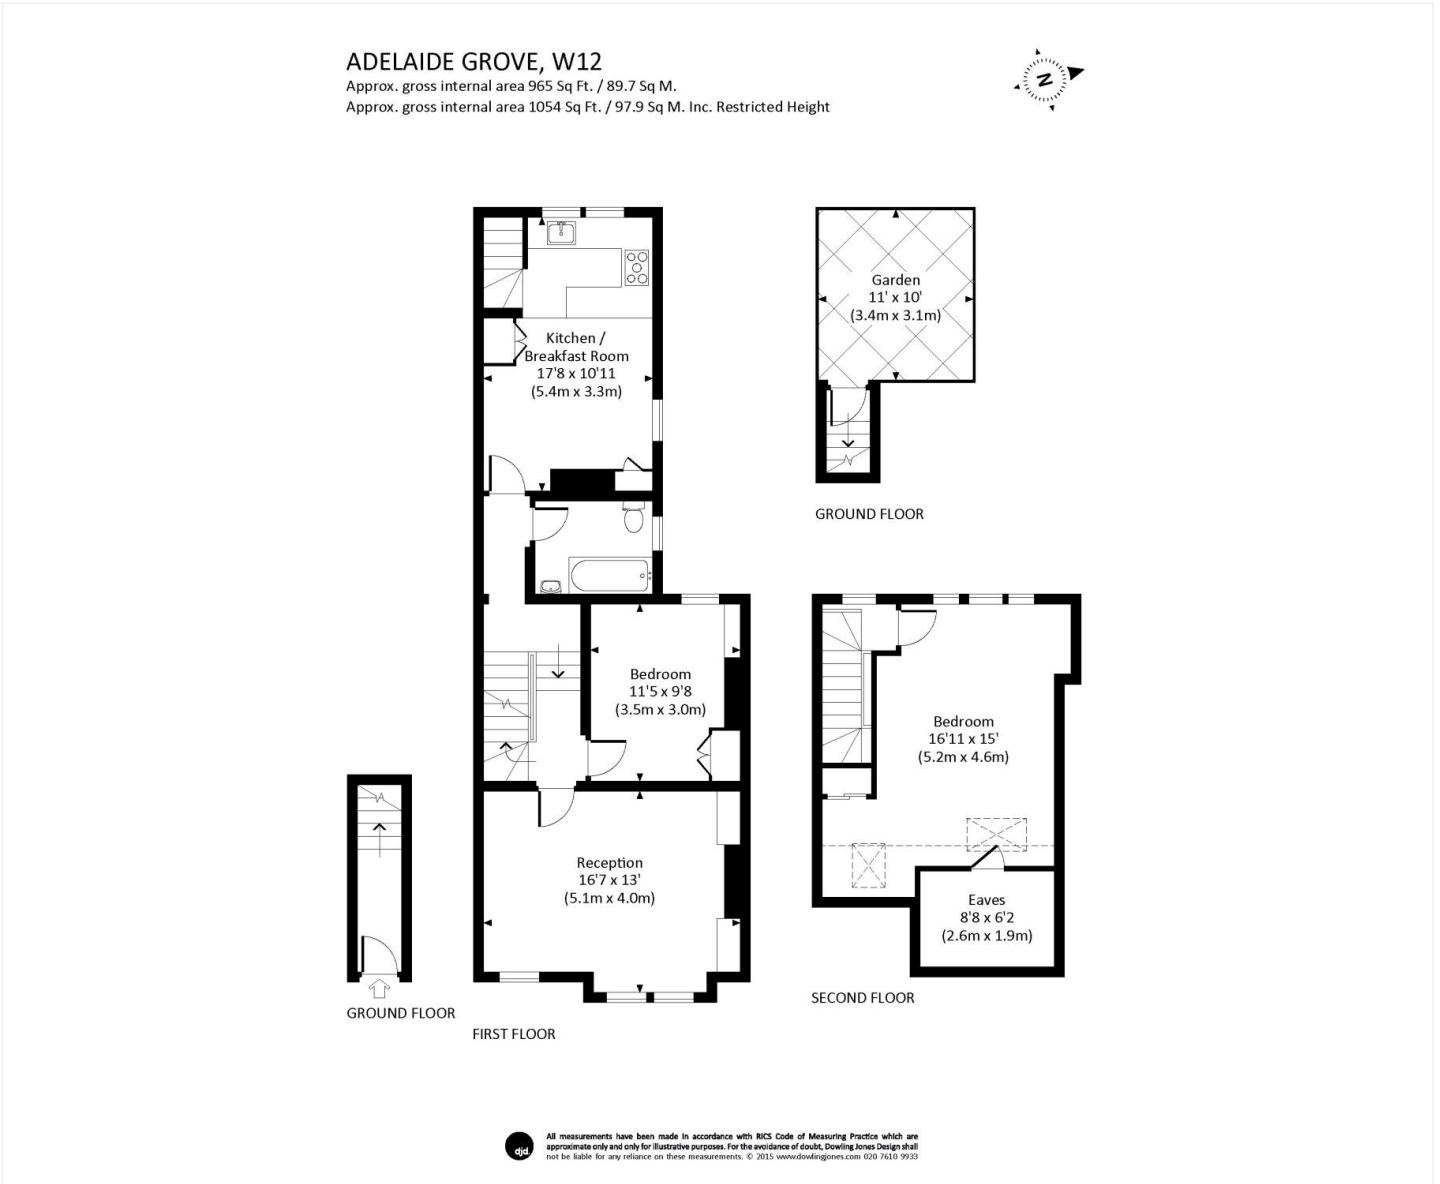 ADELAIDE GROVE, W12
Approx. gross internal area 965 Sq Ft. / 89.7 Sq M.
Approx. gross internal area 1054 Sq Ft. / 97.9 Sq M. Inc. Restricted Height
N
Kitchen /
Breakfast Room
17'8 x 10'11
(5.4m x 3.3m)
Garden
11' x 10'
(3.4m x 3.1m)
GROUND FLOOR
Bedroom
11'5 x 9'8
(3.5m x 3.0m)
Bedroom
16'11 x 15'
(5.2m x 4.6m)
Reception
16'7 x 13'
(5.1m x 4.0m)
Eaves
8'8 x 6'2
(2.6m x 1.9m)
SECOND FLOOR
GROUND FLOOR
FIRST FLOOR
djd.
All measurements have been made in accordance with RICS Code of Measuring Practice which are
approximate only and only for illustrative purposes. For the avoidance of doubt, Dowling Jones Design shall
not be liable for any reliance on these measurements. © 2015 www.dowlingjones.com 020 7610 9933